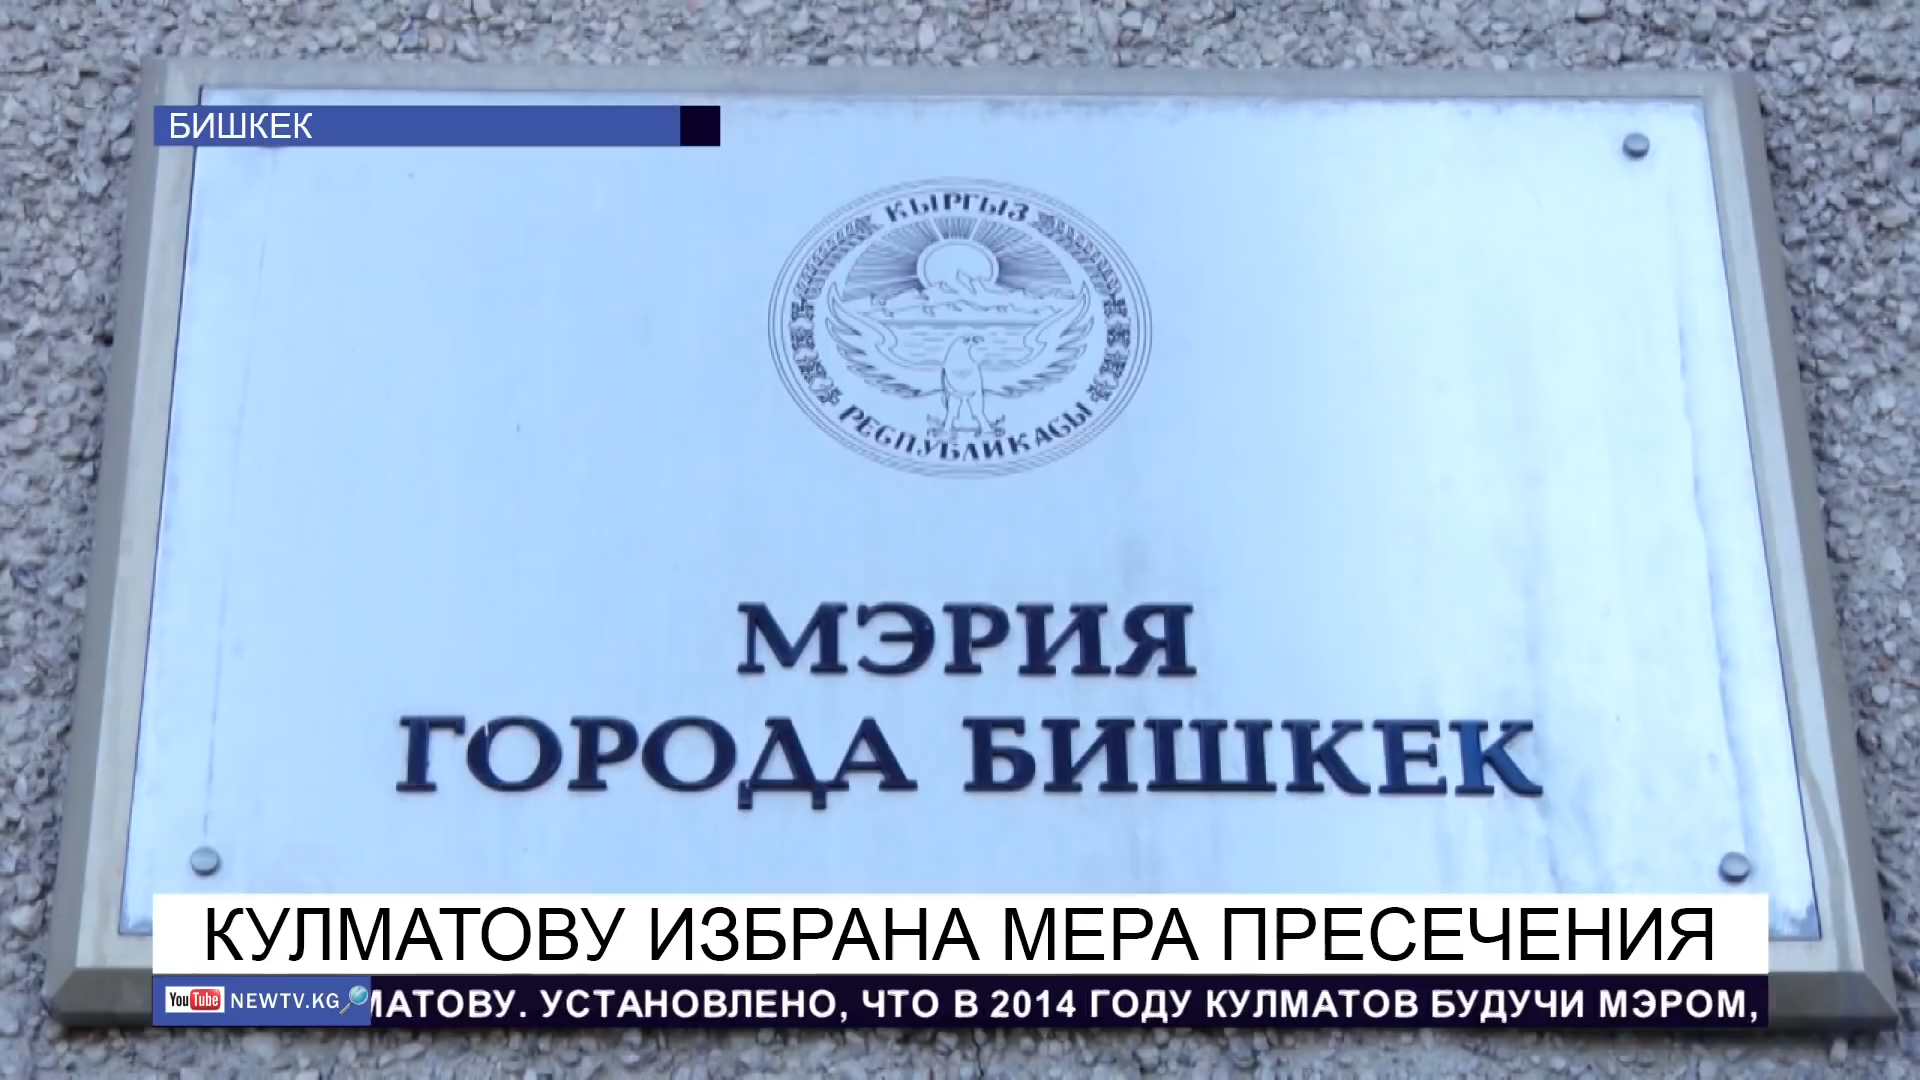 БИШКЕК
КЫРГЫЗ
РЕСПУБЛИКАСЫ
МЭРИЯ
ГОРОДА БИШКЕК
КУЛМАТОВУ ИЗБРАНА МЕРА ПРЕСЕЧЕНИЯ
You Tube NEWTV.KG
МАТОВУ. УСТАНОВЛЕНО, ЧТО В 2014 ГОДУ КУЛМАТОВ БУДУЧИ МЭРОМ,